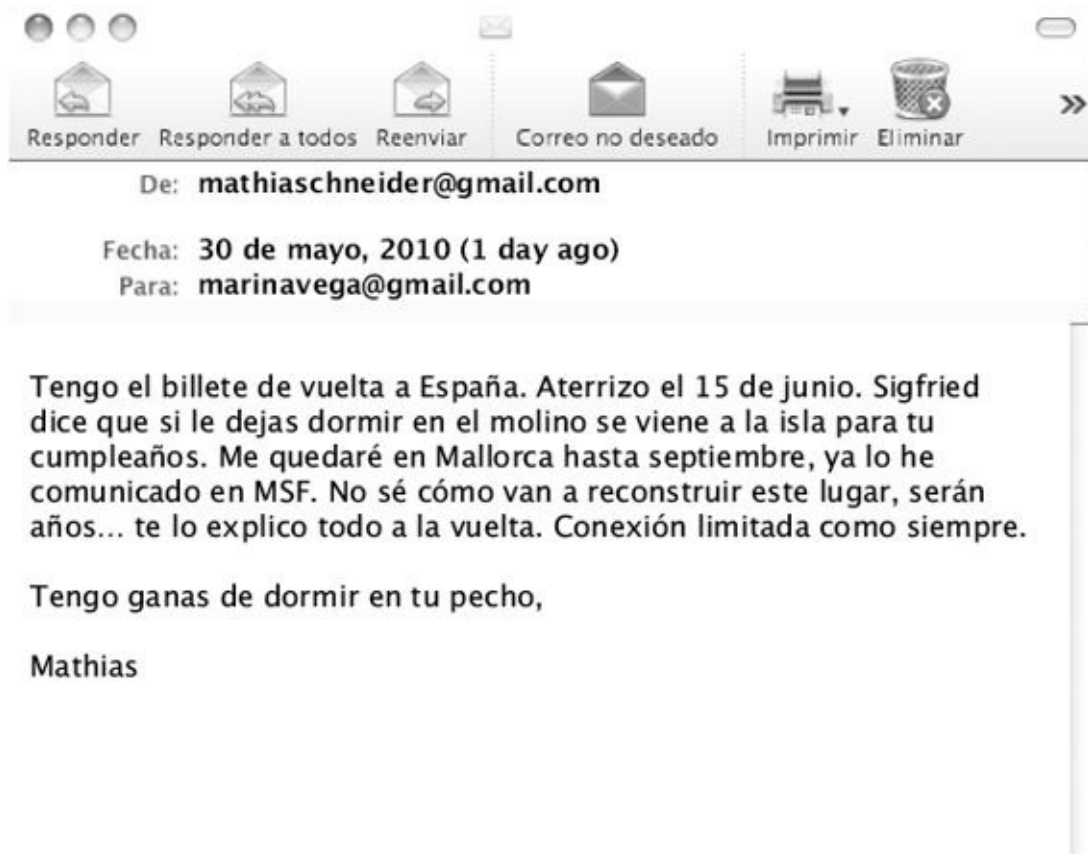 Responder Responder a todos Reenviar Correo no deseado Imprimir Eliminar
De: mathiaschneider@gmail.com
Fecha: 30 de mayo, 2010 (1 day ago)
Para: marinavega@gmail.com
Tengo el billete de vuelta a España. Aterrizo el 15 de junio. Sigfried
dice que si le dejas dormir en el molino se viene a la isla para tu
cumpleaños. Me quedaré en Mallorca hasta septiembre, ya lo he
comunicado en MSF. No sé cómo van a reconstruir este lugar, serán
años... te lo explico todo a la vuelta. Conexión limitada como siempre.
Tengo ganas de dormir en tu pecho,
Mathias